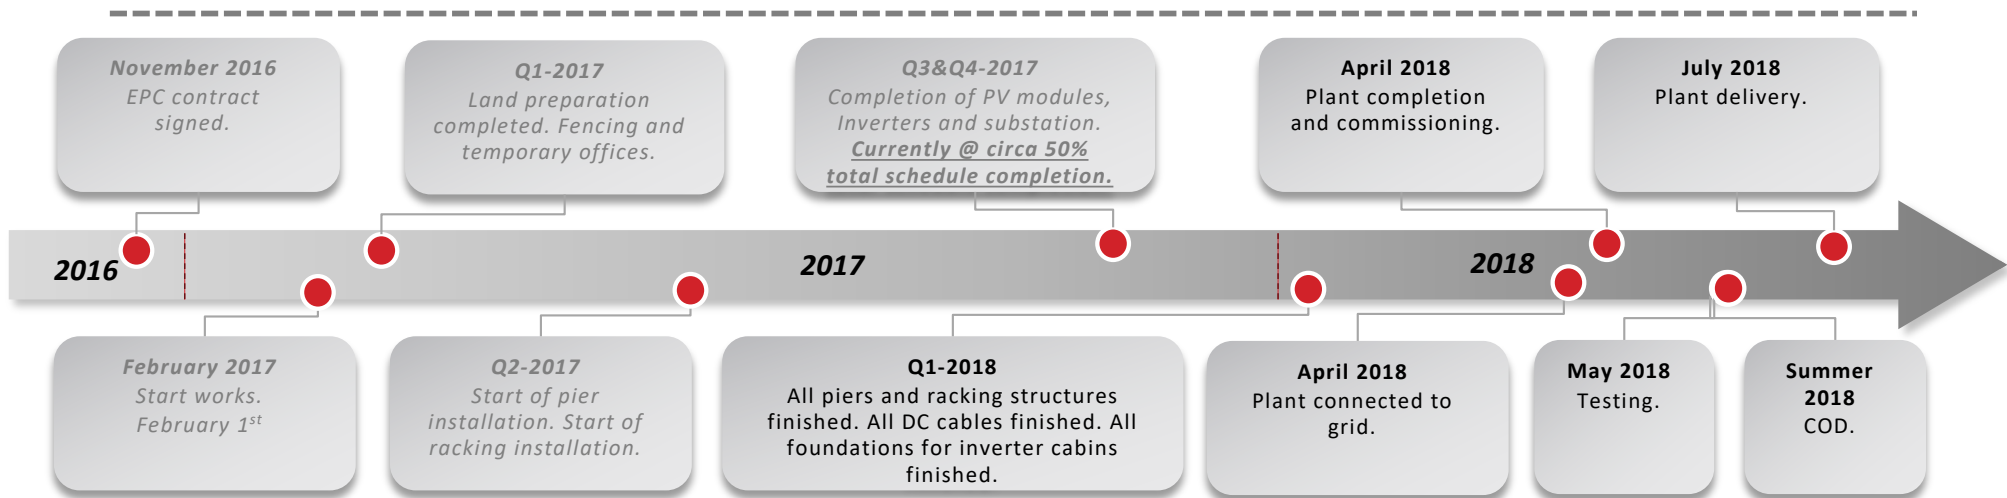 November 2016
EPC contract
signed.
Q1-2017
Land preparation
completed. Fencing and
temporary offices.
Q3&Q4-2017
Completion of PV modules,
Inverters and substation.
Currently @ circa 50%
total schedule completion.
April 2018
Plant completion
and commissioning.
July 2018
Plant delivery.
2016
2017
2018
February 2017
Start works.
February 1st
Q2-2017
Start of pier
installation. Start of
racking installation.
Q1-2018
All piers and racking structures
finished. All DC cables finished. All
foundations for inverter cabins
finished.
April 2018
Plant connected to
grid.
May 2018
Testing.
Summer
2018
COD.